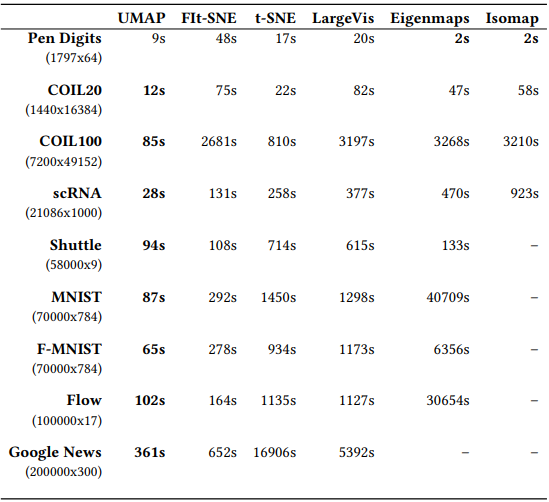 UMAP FIt-SNE t-SNE LargeVis Eigenmaps Isomap
Pen Digits 9s 48s 17s 20s 2s 2s
(1797x64)
COIL20 12s 75s 22s 82s 47s 58s
(1440x16384)
COIL100 85s 2681s 810s 3197s 3268s 3210s
(7200x49152)
scRNA 28s 131s 258s 377s 470s 923s
(21086x1000)
Shuttle 94s 108s 714s 615s 133s –
(58000x9)
MNIST 87s 292s 1450s 1298s 40709s –
(70000x784)
F-MNIST 65s 278s 934s 1173s 6356s –
(70000x784)
Flow 102s 164s 1135s 1127s 30654s –
(100000x17)
Google News 361s 652s 16906s 5392s – –
(200000x300)